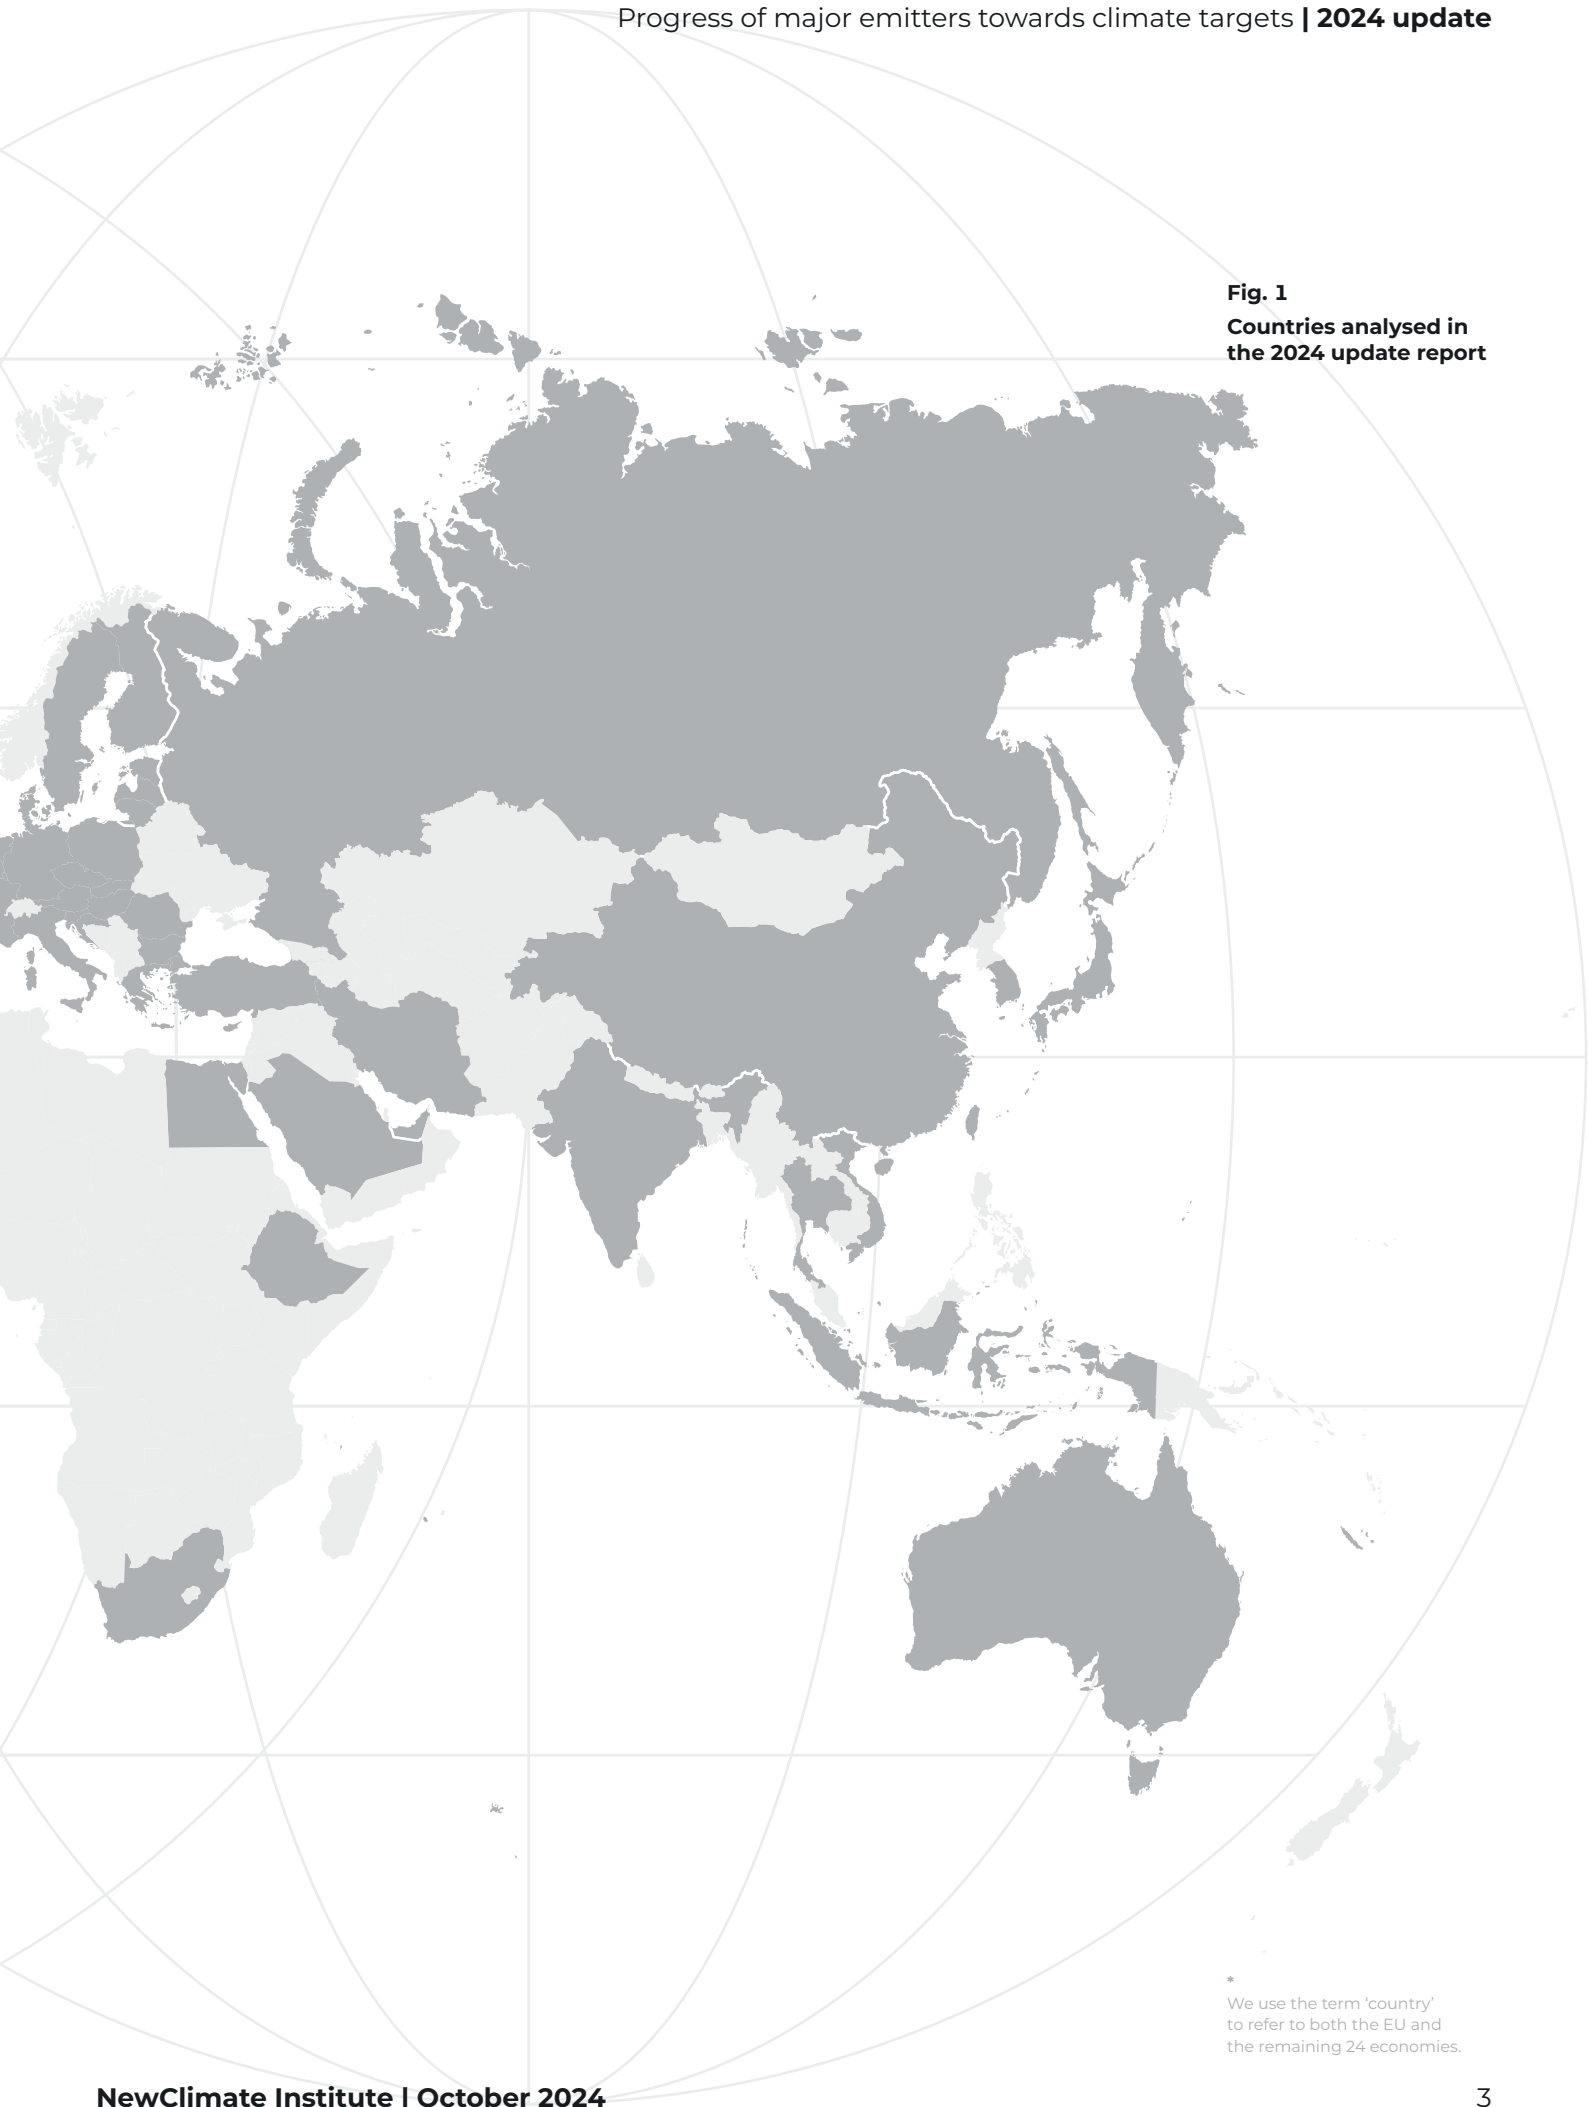 Progress of major emitters towards climate targets | 2024 update
Fig. 1
Countries analysed in
the 2024 update report
*
We use the term ‘country’
to refer to both the EU and
the remaining 24 economies.
NewClimate Institute | October 2024
3